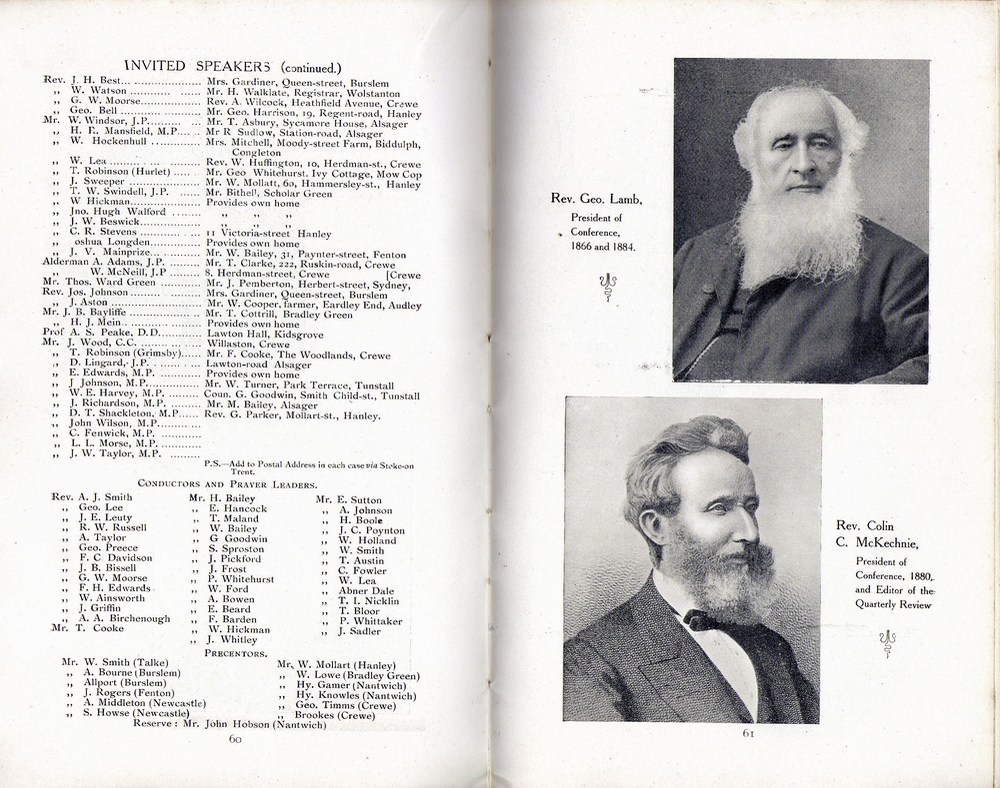 INVITED SPEAKERS (continued.)
Rev. J. H. Best... .................. Mrs. Gardiner, Queen-street, Burslem
„ W. Watson ............ ...... Mr. H. Walklate, Registrar, Wolstanton
„ G. W. Moorse............... Rev. A. Wilcock, Heathfield Avenue, Crewe
„ Geo. Bell ..................... Mr. Geo. Harrison, 19, Regent-road, Hanley
Mr. W. Windsor, J.P......... ... Mr. T. Asbury, Sycamore House, Alsager
„ H. R. Mansfield, M.P.... .. Mr R Sudlow, Station-road, Alsager
„ W. Hockenhull ............ Mrs. Mitchell, Moody-street Farm, Biddulph,
Congleton
„ W. Lea ........ . ... ........ Rev. W. Huffington, 10, Herdman-st., Crewe
„ T. Robinson (Hurlet) ..... .. Mr. Geo Whitehurst. Ivy Cottage, Mow Cop
„ J. Sweeper .................. Mr. W. Mollatt, 60, Hammersley-st., Hanley
„ T. W. Swindell, J.P. ...... Mr. Bithell, Scholar Green
„ W Hickman.................. Provides own home
„ Jno. Hugh Walford ........ „ „ „
„ J. W. Beswick............... „ „ „
„ C. R. Stevens ............... 11 Victoria-street Hanley
„ oshua Longden............ Provides own home
„ J. V. Mainprize... ......... Mr. W. Bailey, 31, Paynter-street, Fenton
Alderman A. Adams, J.P. ...... Mr. T. Clarke, 222, Ruskin-road, Crewe
„ W. McNeill, J.P ......... 8. Herdman-street, Crewe [Crewe
Mr. Thos. Ward Green ......... Mr. J. Pemberton, Herbert-street, Sydney,
Rev. Jos. Johnson ......... ......... Mrs. Gardiner, Queen-street, Burslem
„ J. Aston ..................... Mr. W. Cooper, farmer, Eardley End, Audley
Mr. J. B. Bayliffe .................. Mr. T. Cottrill, Bradley Green
„ H. J. Mein.. .................. Provides own home
Prof A. S. Peake, D.D............ Lawton Hall, Kidsgrove
Mr. J. Wood, C.C. ........ ... ... Willaston, Crewe
„ T. Robinson (Grimsby)...... Mr. F. Cooke, The Woodlands, Crewe
„ D. Lingard, J.P. ............ Lawton-road Alsager
„ E. Edwards, M.P. ......... Provides own home
„ J Johnson, M.P............... Mr. W. Turner, Park Terrace, Tunstall
„ W. E. Harvey, M.P. ...... Coun. G. Goodwin, Smith Child-st., Tunstall
„ J. Richardson, M.P. ...... Mr. M. Bailey, Alsager
„ D. T. Shackleton, M.P...... Rev. G. Parker, Mollart-st., Hanley.
„ John Wilson, M.P............
„ C. Fenwick, M.P. ............
„ L. L. Morse, M.P. ............
„ J. W. Taylor, M.P. .........
P.S.—Add to Postal Address in each case via Stoke-on
Trent.
CONDUCTORS AND PRAYER LEADERS.
Rev. A. J. Smith
„ Geo. Lee
„ J. E. Leuty
„ R. W. Russell
„ A. Taylor
„ Geo. Preece
„ F. C Davidson
„ J. B. Bissell
„ G. W. Moorse
„ F. H. Edwards
„ W. Ainsworth
„ J. Griffin
„ A. A. Birchenough
Mr. T. Cooke
Mr. H. Bailey
„ E. Hancock
„ T. Maland
„ W. Bailey
„ G Goodwin
„ S. Sproston
„ J. Pickford
„ J. Frost
„ P. Whitehurst
„ W. Ford
„ A. Bowen
„ E. Beard
„ F. Barden
„ W. Hickman
„ J. Whitley
Mr. E. Sutton
„ A. Johnson
„ H. Boole
„ J. C. Poynton
„ W. Holland
„ W. Smith
„ T. Austin
„ C. Fowler
„ W. Lea
„ Abner Dale
„ T. I. Nicklin
„ T. Bloor
„ P. Whittaker
„ J. Sadler
PRECENTORS.
Mr. W. Smith (Talke)
„ A. Bourne (Burslem)
„ Allport (Burslem)
„ J. Rogers (Fenton)
„ A. Middleton (Newcastle)
„ S. Howse (Newcastle)
Mr, W. Mollart (Hanley)
„ W. Lowe (Bradley Green)
„ Hy. Gamer (Nantwich)
„ Hy. Knowles (Nantwich)
„ Geo. Timms (Crewe)
„ Brookes (Crewe)
Reserve : Mr. John Hobson (Nantwich)
60
Rev. Geo. Lamb,
President of
Conference,
1866 and 1884.
Rev. Colin
C. McKechnie,
President of
Conference, 1880,
and Editor of the
Quarterly Review
61